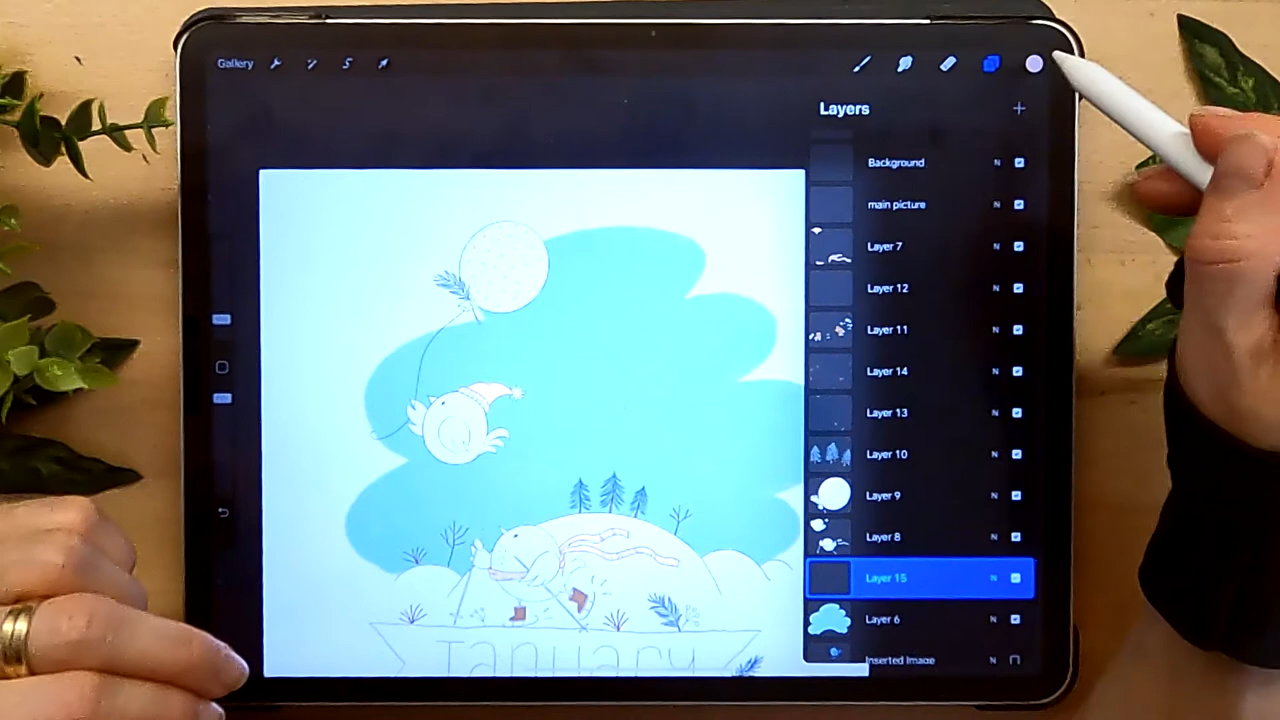 Gallery
Layers
Background N
main picture N
Layer 7 N
Layer 12 N
Layer 11 N
Layer 14 N
Layer 13 N
Layer 10 N
Layer 9 N
Layer 8 N
Layer 15 N
Layer 6 N
Inserted Image N
January